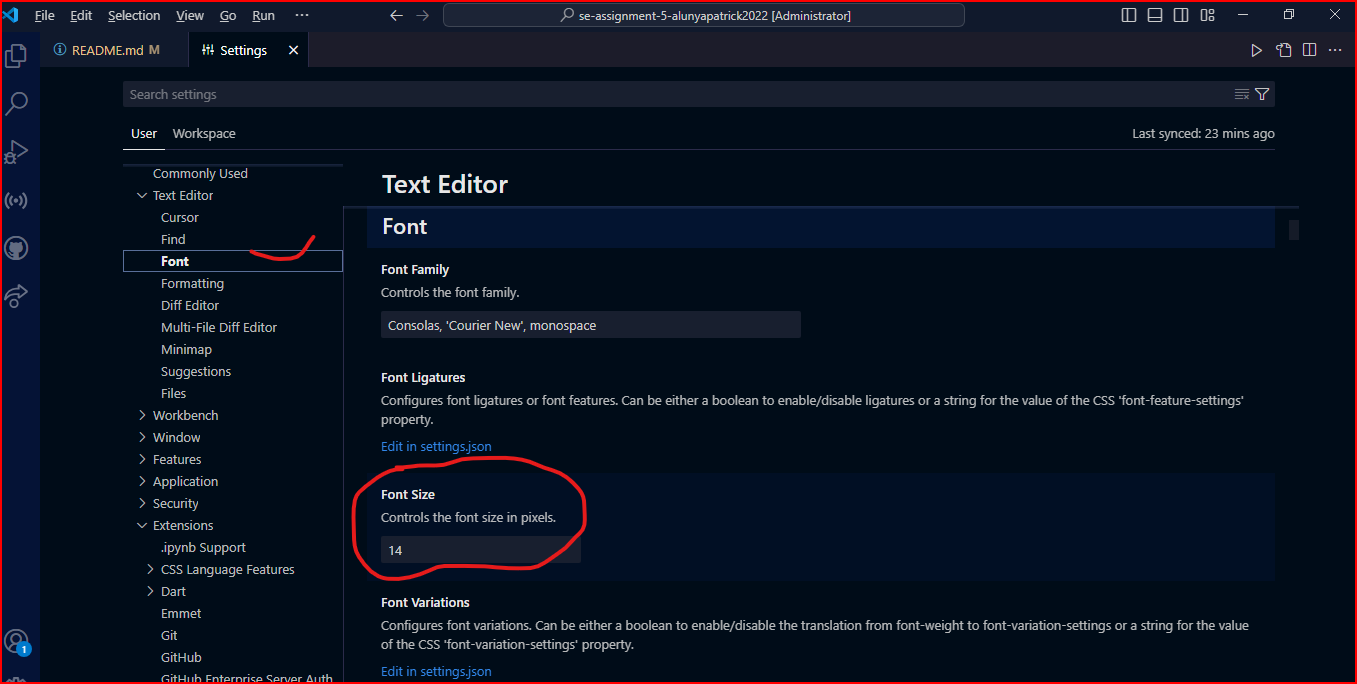 File Edit Selection View Go Run ··· se-assignment-5-alunyapatrick2022 [Administrator]
README.md M Settings
Search settings
User Workspace Last synced: 23 mins ago
Commonly Used
Text Editor
Cursor
Find
Font
Formatting
Diff Editor
Multi-File Diff Editor
Minimap
Suggestions
Files
Workbench
Window
Features
Application
Security
Extensions
.ipynb Support
CSS Language Features
Dart
Emmet
Git
GitHub
GitHub Enterprise Server Auth
Text Editor
Font
Font Family
Controls the font family.
Consolas, 'Courier New', monospace
Font Ligatures
Configures font ligatures or font features. Can be either a boolean to enable/disable ligatures or a string for the value of the CSS 'font-feature-settings'
property.
Edit in settings.json
Font Size
Controls the font size in pixels.
14
Font Variations
Configures font variations. Can be either a boolean to enable/disable the translation from font-weight to font-variation-settings or a string for the value
of the CSS 'font-variation-settings' property.
Edit in settings.json
1